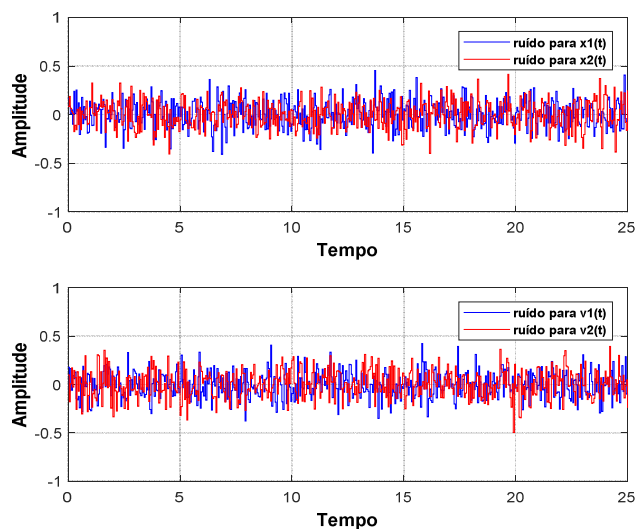 1
0.5
0
-0.5
-1
Amplitude
ruído para x1(t)
ruído para x2(t)
0 5 10 15 20 25
Tempo
1
0.5
0
-0.5
-1
Amplitude
ruído para v1(t)
ruído para v2(t)
0 5 10 15 20 25
Tempo